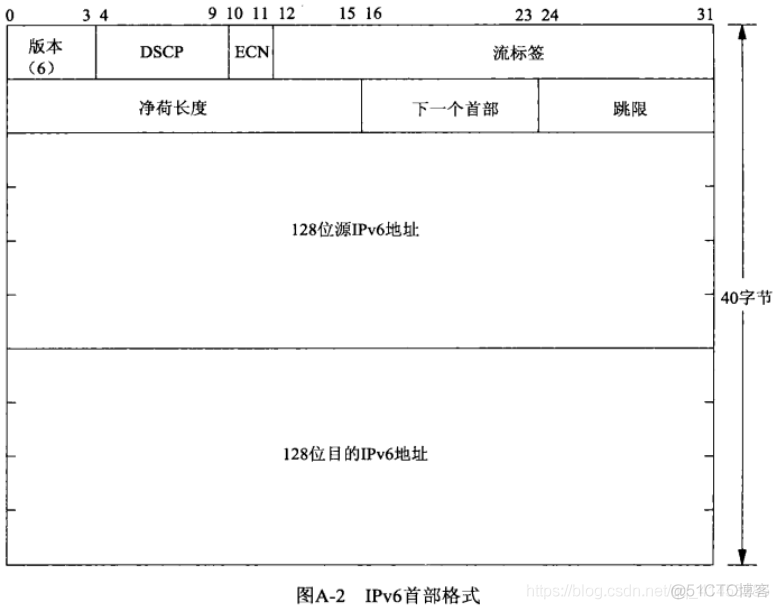 0 3 4 9 10 11 12 15 16 23 24 31
版本
(6)
DSCP
ECN
流标签
净荷长度
下一个首部
跳限
128位源IPv6地址
40字节
128位目的IPv6地址
图A-2 IPv6首部格式
https://blog.csdn.net/
@51CTO博客